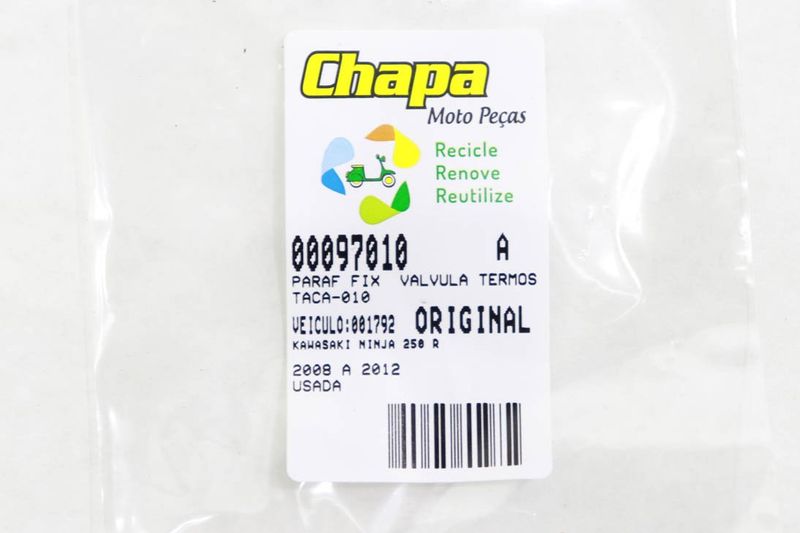 Chapa
Moto Peças
Recicle
Renove
Reutilize
00097010 A
PARAF FIX VALVULA TERMOS
TACA-010
VEICULO:001792 ORIGINAL
KAWASAKI NINJA 250 R
2008 A 2012
USADA